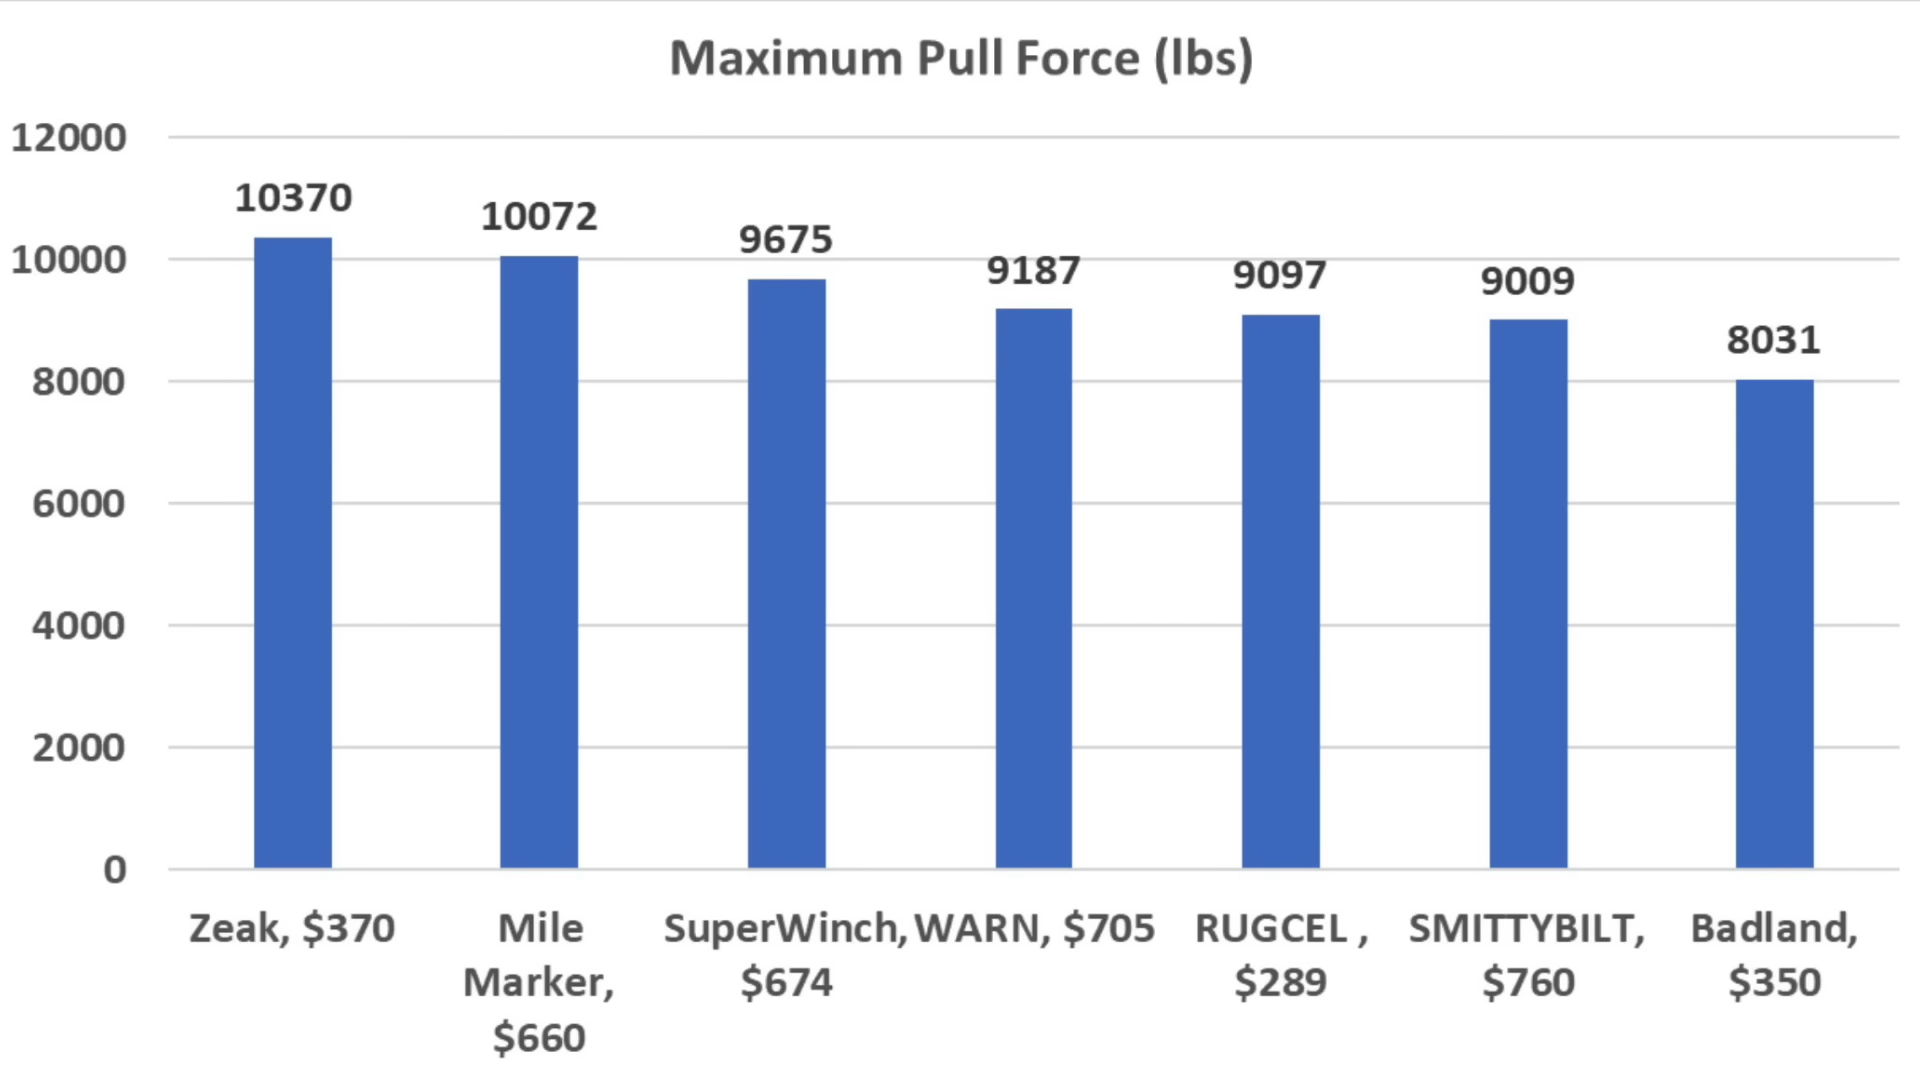 Maximum Pull Force (lbs)
12000
10000
8000
6000
4000
2000
0
10370
10072
9675
9187
9097
9009
8031
Zeak, $370
Mile
Marker,
$660
SuperWinch,
$674
WARN, $705
RUGCEL ,
$289
SMITTYBILT,
$760
Badland,
$350